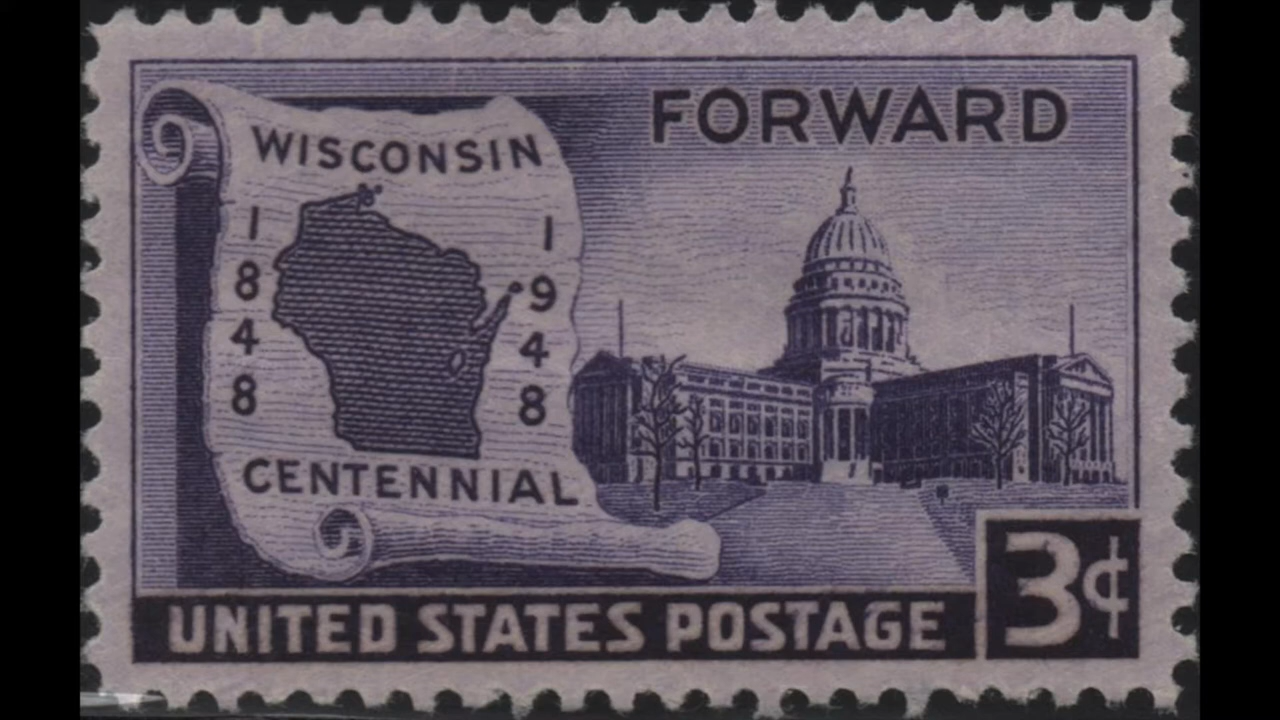 FORWARD
WISCONSIN
1848
1948
CENTENNIAL
UNITED STATES POSTAGE
3¢